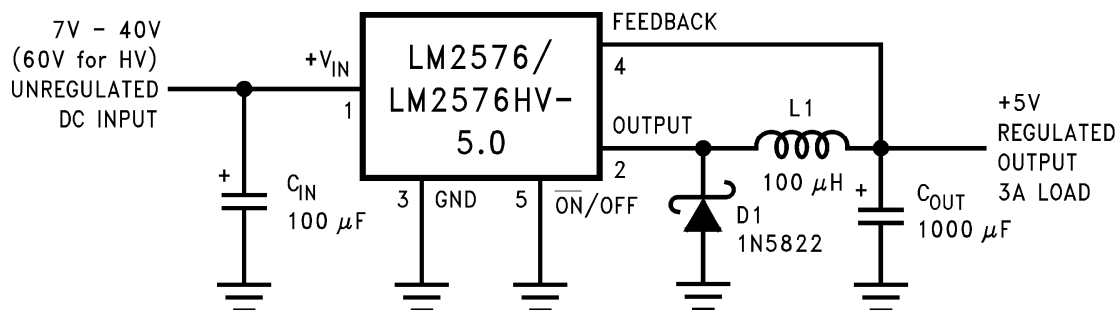 7V - 40V
(60V for HV)
UNREGULATED
DC INPUT
+VIN
1
LM2576/
LM2576HV-
5.0
FEEDBACK
4
OUTPUT
2
L1
100 μH
+5V
REGULATED
OUTPUT
3A LOAD
+
CIN
100 μF
3
GND
5
O̅N̅/OFF
D1
1N5822
+
COUT
1000 μF